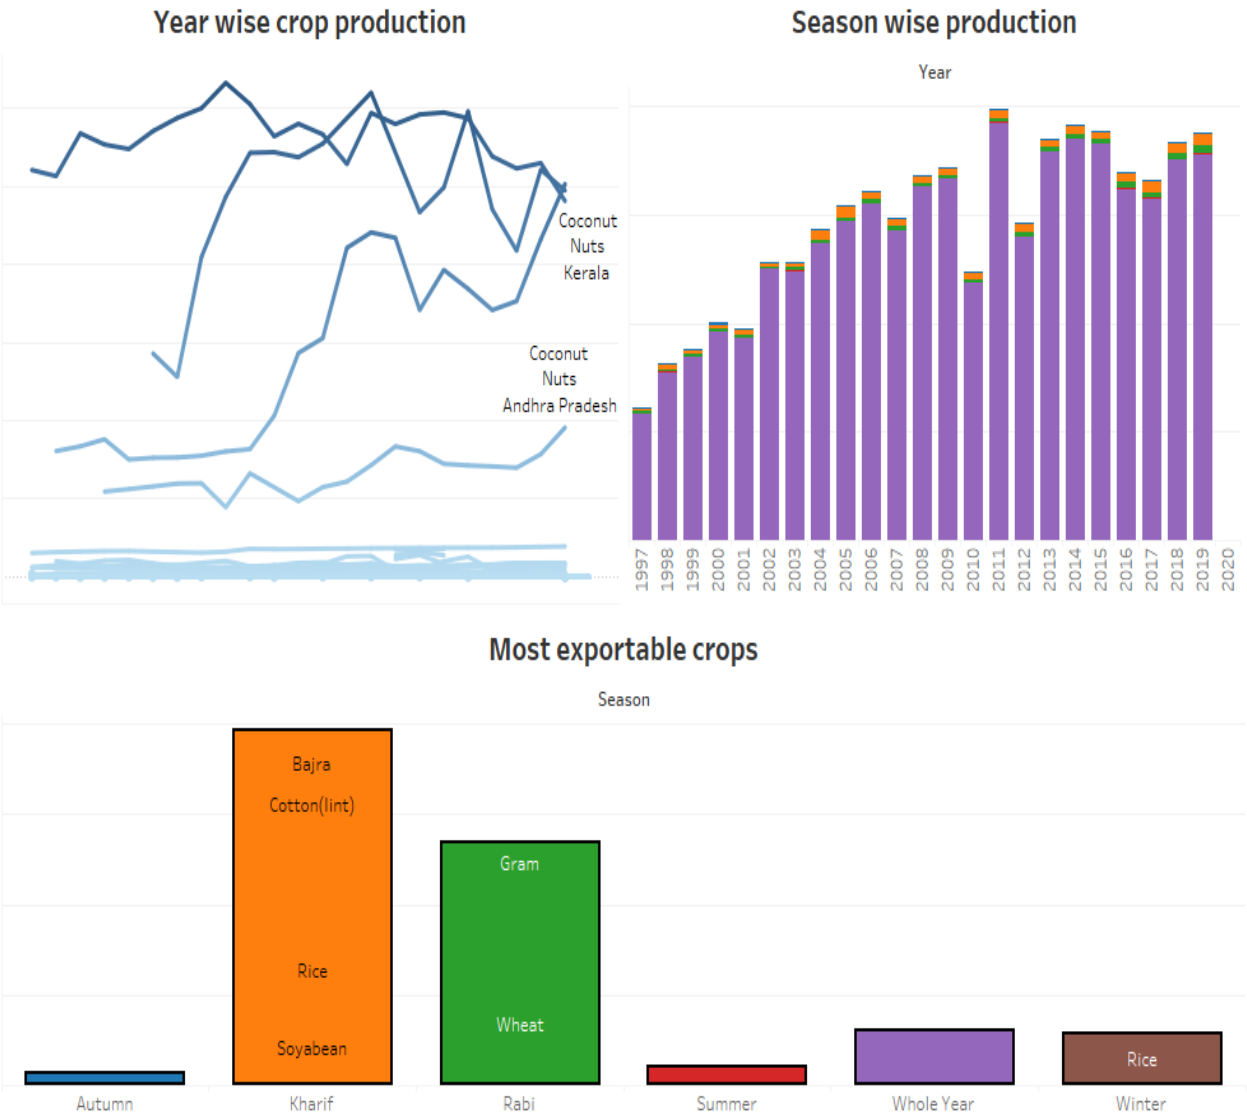 Year wise crop production
Coconut
Nuts
Kerala
Coconut
Nuts
Andhra Pradesh
Season wise production
Year
1997
1998
1999
2000
2001
2002
2003
2004
2005
2006
2007
2008
2009
2010
2011
2012
2013
2014
2015
2016
2017
2018
2019
2020
Most exportable crops
Season
Bajra
Cotton(lint)
Rice
Soyabean
Gram
Wheat
Rice
Autumn
Kharif
Rabi
Summer
Whole Year
Winter